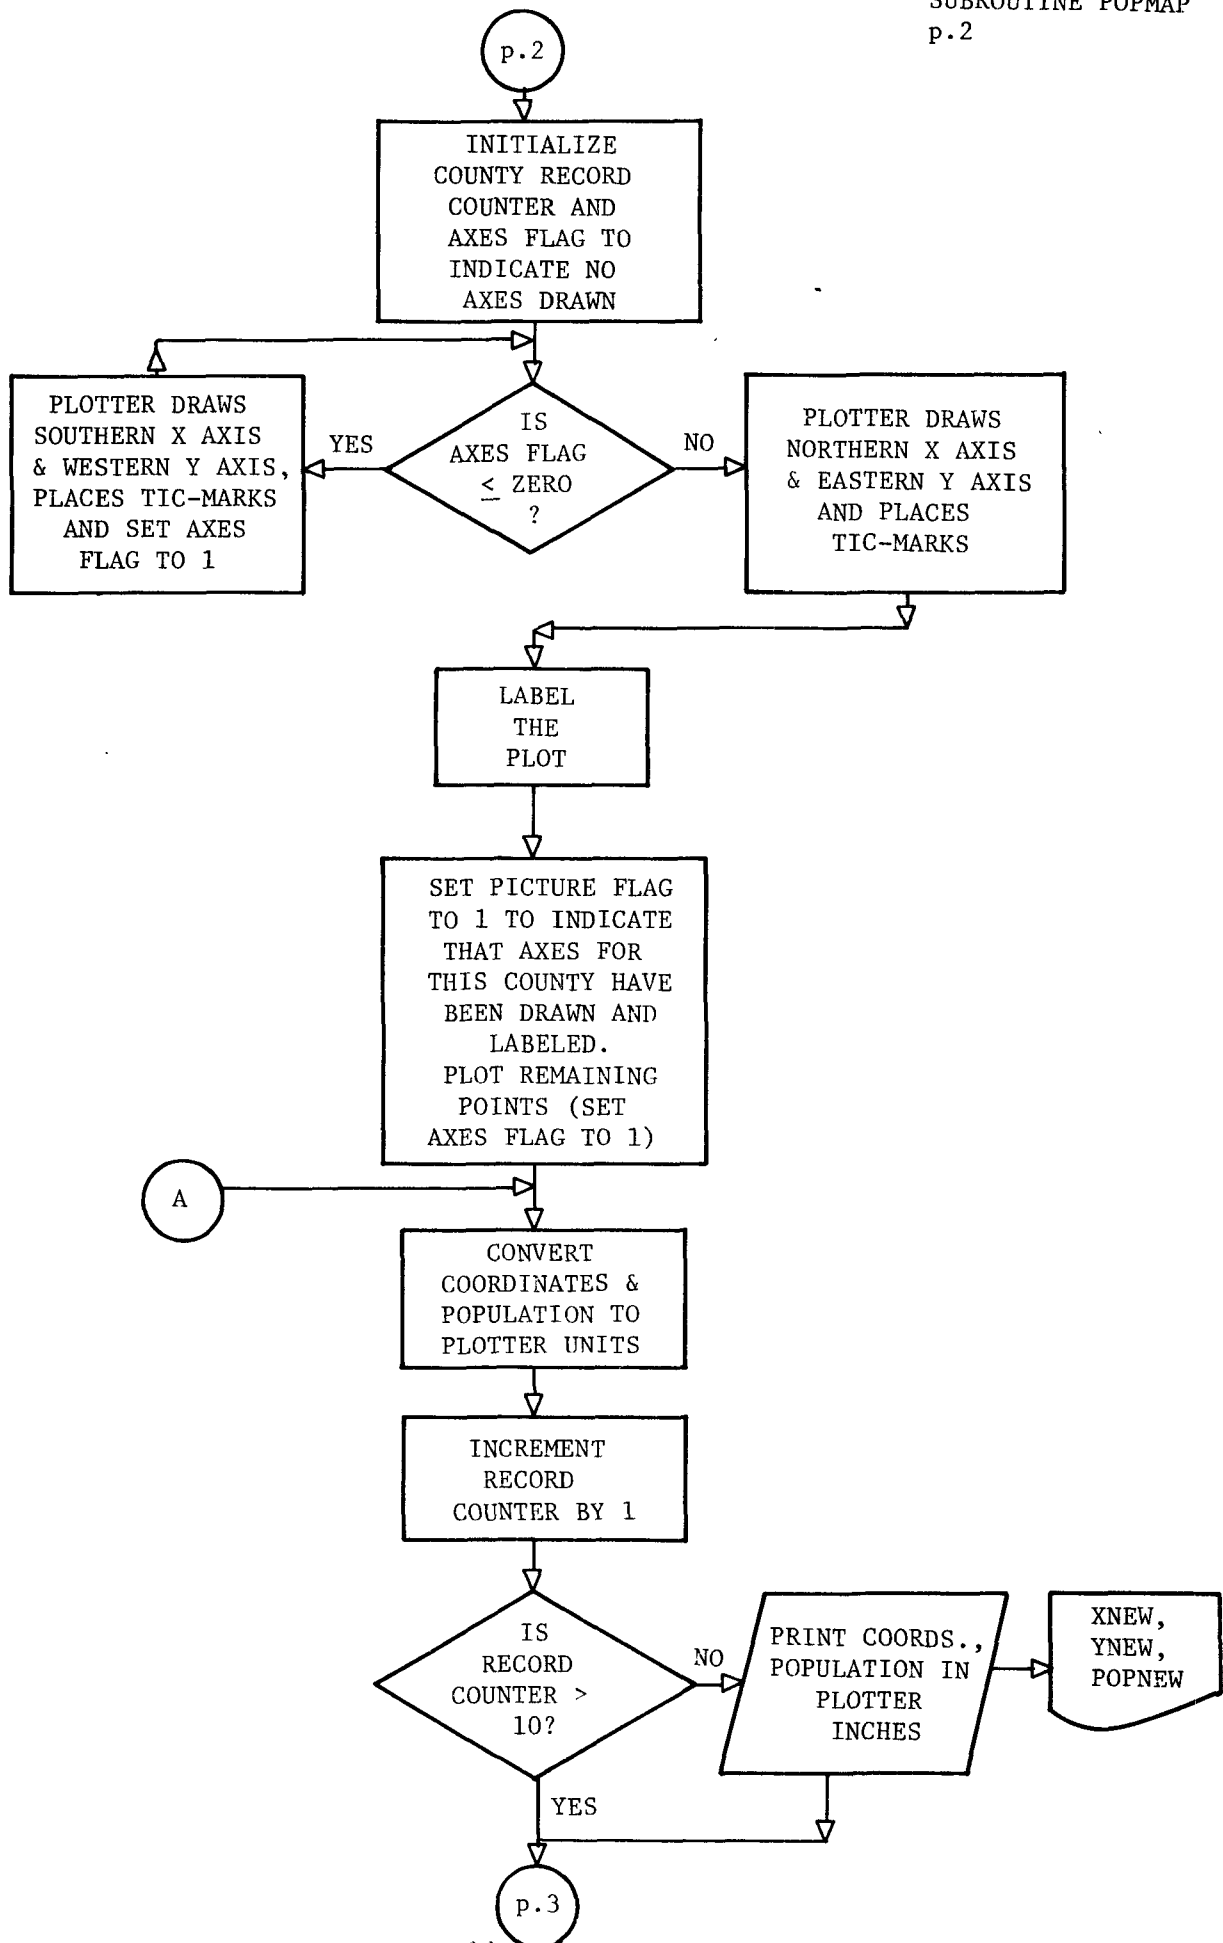 SUBROUTINE POPMAP
p.2
p.2
INITIALIZE
COUNTY RECORD
COUNTER AND
AXES FLAG TO
INDICATE NO
AXES DRAWN
PLOTTER DRAWS
SOUTHERN X AXIS
& WESTERN Y AXIS,
PLACES TIC-MARKS
AND SET AXES
FLAG TO 1
YES
IS
AXES FLAG
≤ ZERO
?
NO
PLOTTER DRAWS
NORTHERN X AXIS
& EASTERN Y AXIS
AND PLACES
TIC-MARKS
LABEL
THE
PLOT
SET PICTURE FLAG
TO 1 TO INDICATE
THAT AXES FOR
THIS COUNTY HAVE
BEEN DRAWN AND
LABELED.
PLOT REMAINING
POINTS (SET
AXES FLAG TO 1)
A
CONVERT
COORDINATES &
POPULATION TO
PLOTTER UNITS
INCREMENT
RECORD
COUNTER BY 1
IS
RECORD
COUNTER >
10?
NO
PRINT COORDS.,
POPULATION IN
PLOTTER
INCHES
XNEW,
YNEW,
POPNEW
YES
p.3